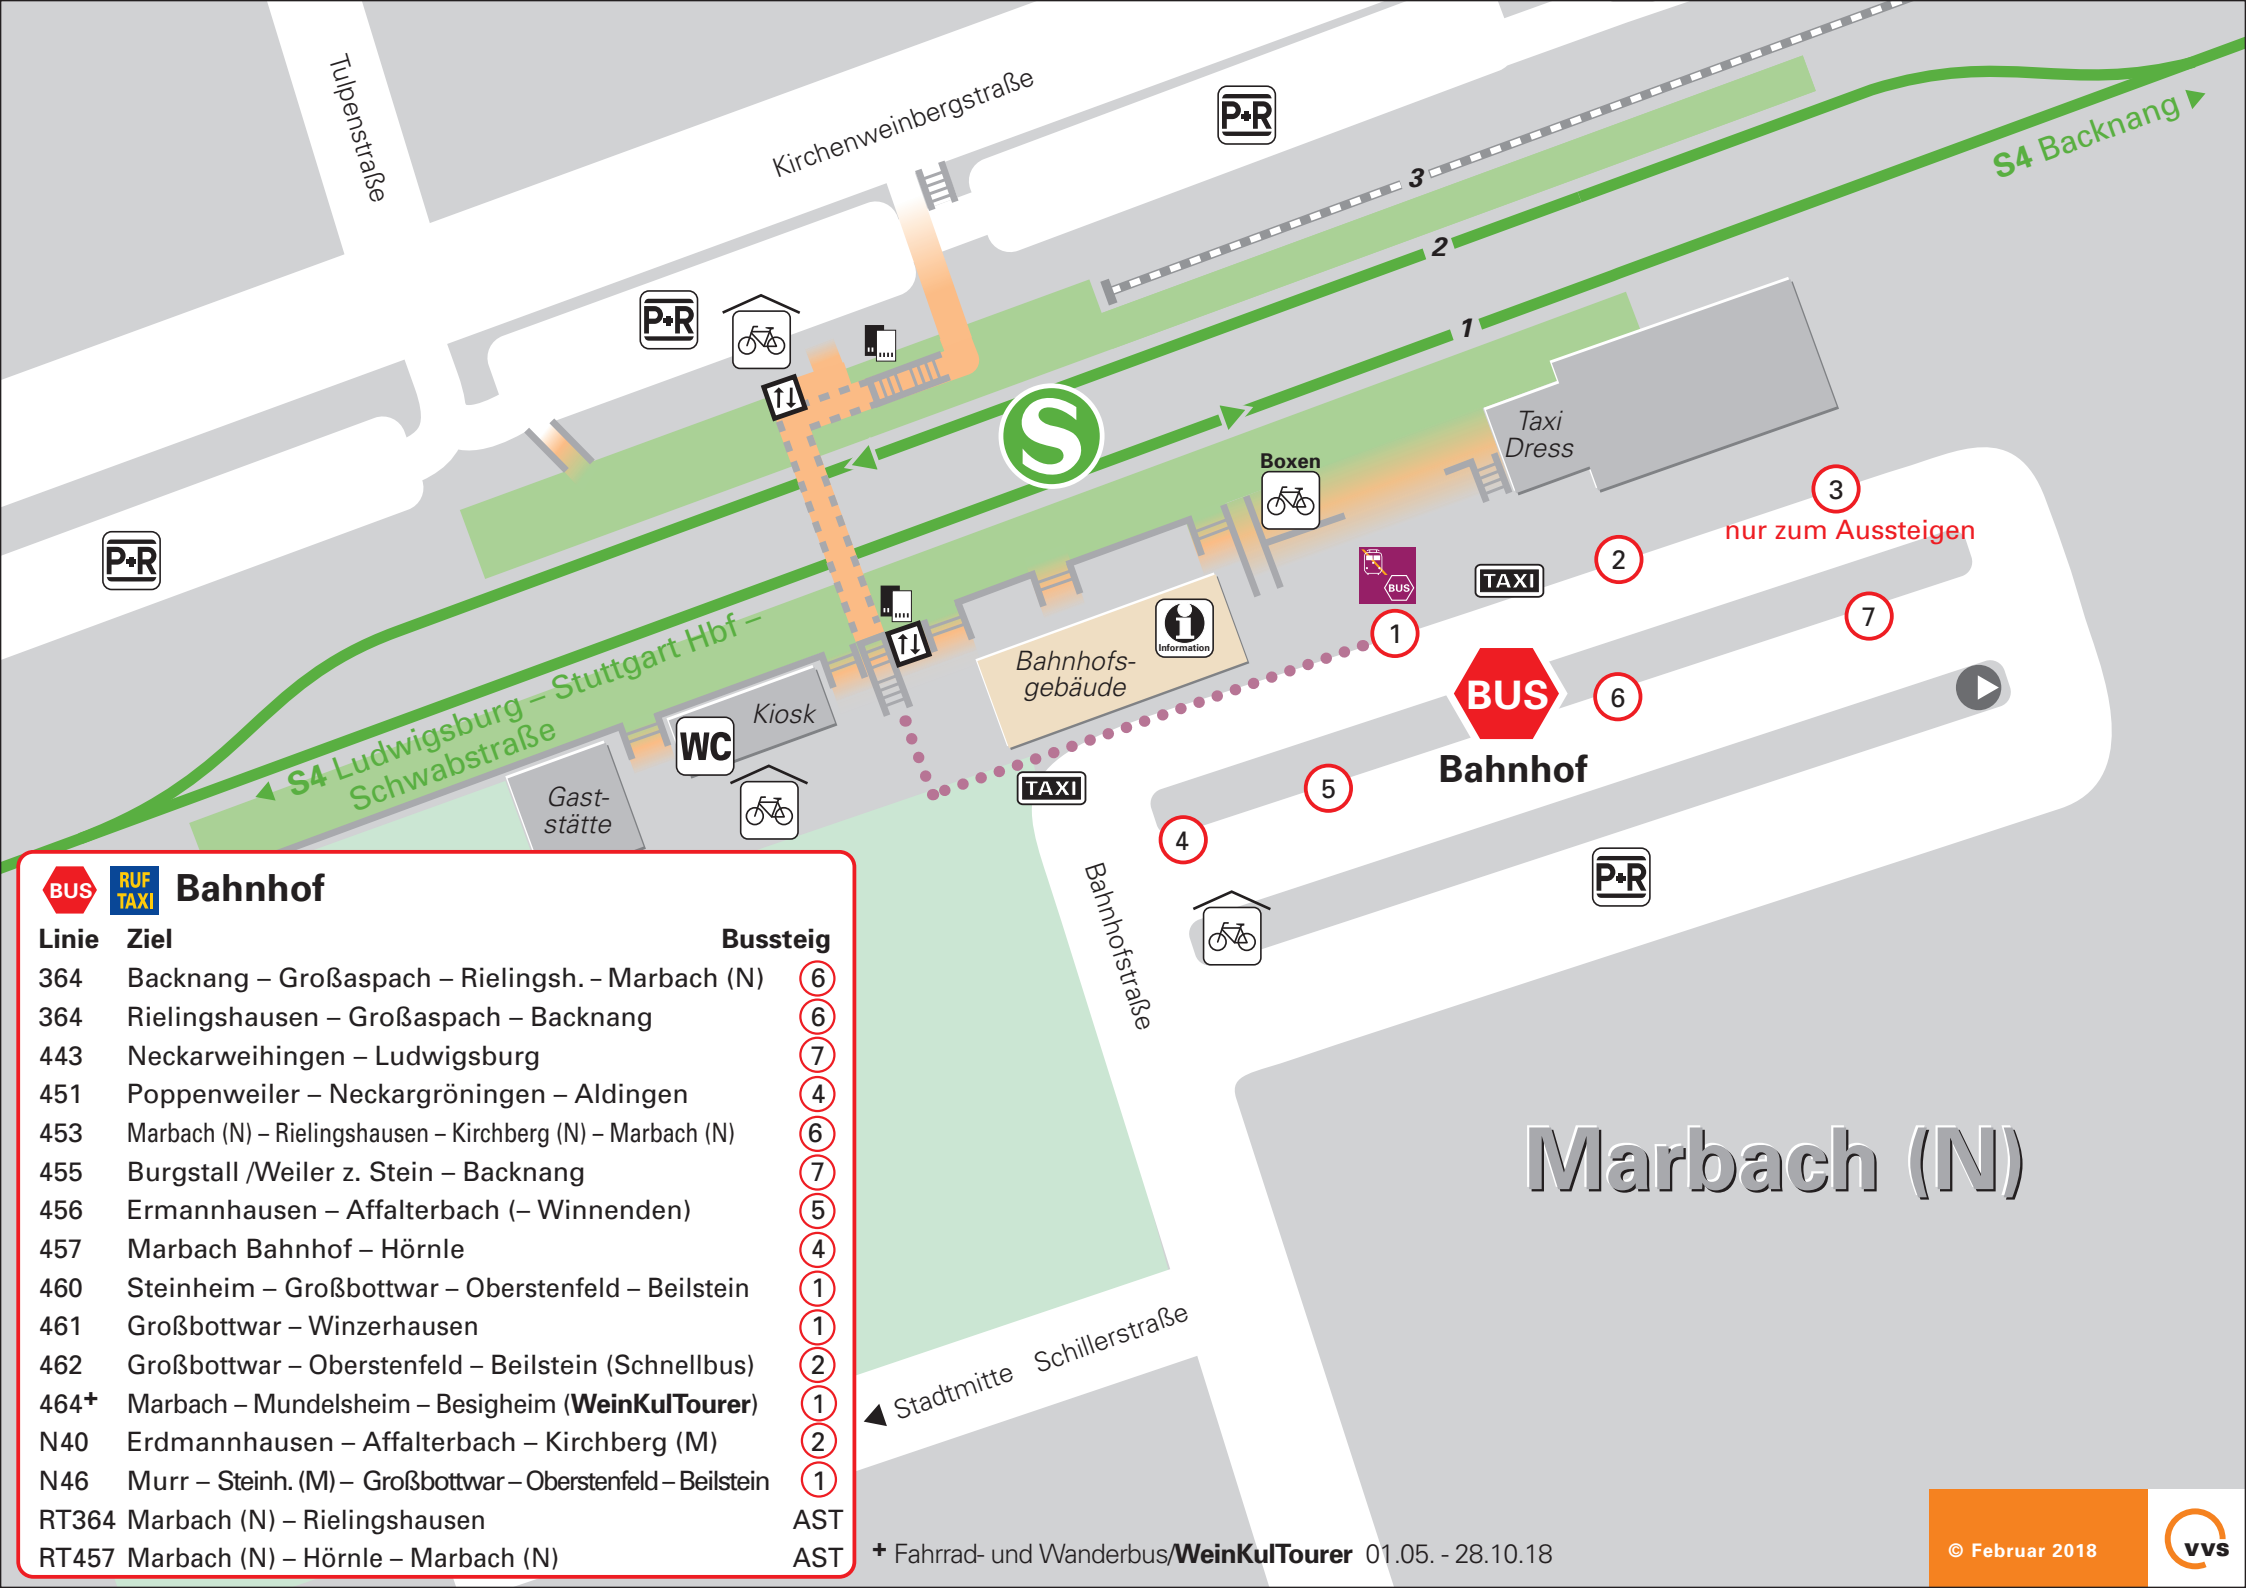 Tulpenstraße
Kirchenweinbergstraße
P+R
S4 Backnang
3
2
1
P+R
S
Taxi
Dress
Boxen
3
nur zum Aussteigen
2
P+R
BUS
TAXI
1
7
Information
Bahnhofs-
gebäude
BUS
6
Bahnhof
S4 Ludwigsburg – Stuttgart Hbf –
Schwabstraße
Kiosk
WC
Gast-
stätte
TAXI
5
4
P+R
Bahnhofstraße
Marbach (N)
Schillerstraße
Stadtmitte
BUS RUF TAXI Bahnhof
Linie Ziel Bussteig
364 Backnang – Großaspach – Rielingsh. – Marbach (N) 6
364 Rielingshausen – Großaspach – Backnang 6
443 Neckarweihingen – Ludwigsburg 7
451 Poppenweiler – Neckargröningen – Aldingen 4
453 Marbach (N) – Rielingshausen – Kirchberg (N) – Marbach (N) 6
455 Burgstall /Weiler z. Stein – Backnang 7
456 Ermannhausen – Affalterbach (– Winnenden) 5
457 Marbach Bahnhof – Hörnle 4
460 Steinheim – Großbottwar – Oberstenfeld – Beilstein 1
461 Großbottwar – Winzerhausen 1
462 Großbottwar – Oberstenfeld – Beilstein (Schnellbus) 2
464+ Marbach – Mundelsheim – Besigheim (WeinKulTourer) 1
N40 Erdmannhausen – Affalterbach – Kirchberg (M) 2
N46 Murr – Steinh. (M) – Großbottwar – Oberstenfeld – Beilstein 1
RT364 Marbach (N) – Rielingshausen AST
RT457 Marbach (N) – Hörnle – Marbach (N) AST
+ Fahrrad- und Wanderbus/WeinKulTourer 01.05. - 28.10.18
© Februar 2018
vvs